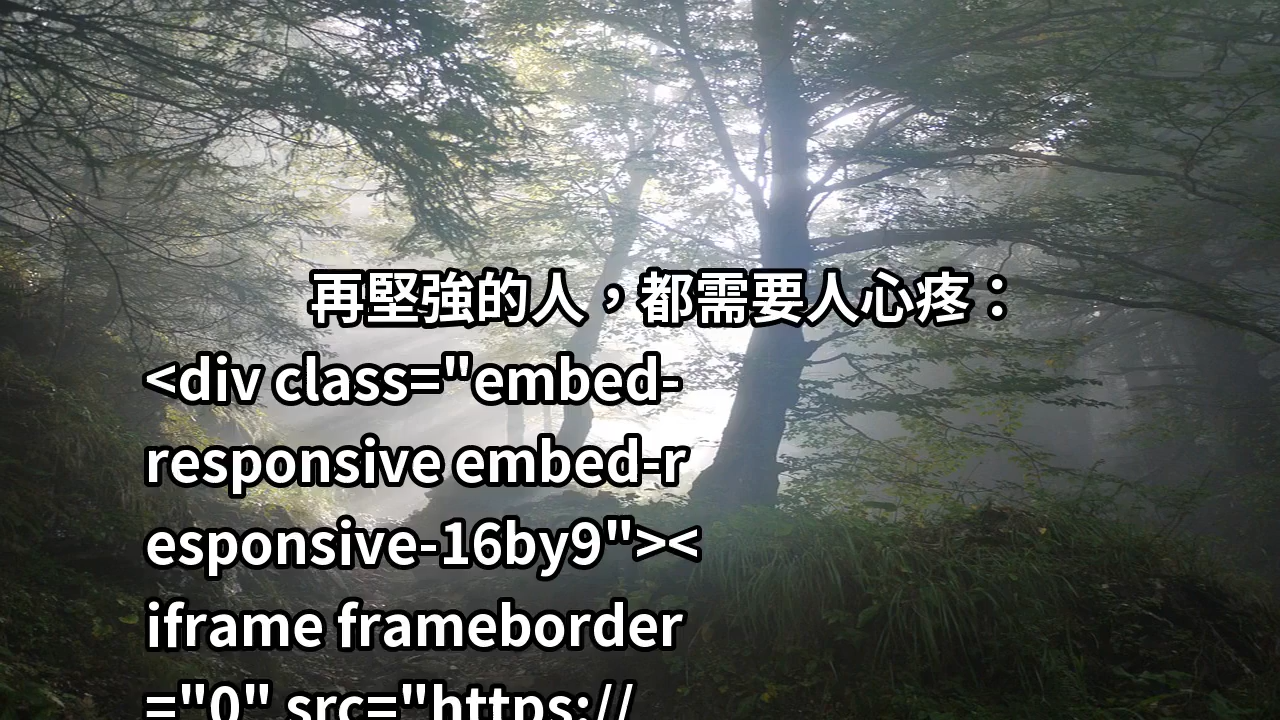 再堅強的人，都需要人心疼：
<div class="embed-
responsive embed-r
esponsive-16by9"><
iframe frameborder
="0" src="https://